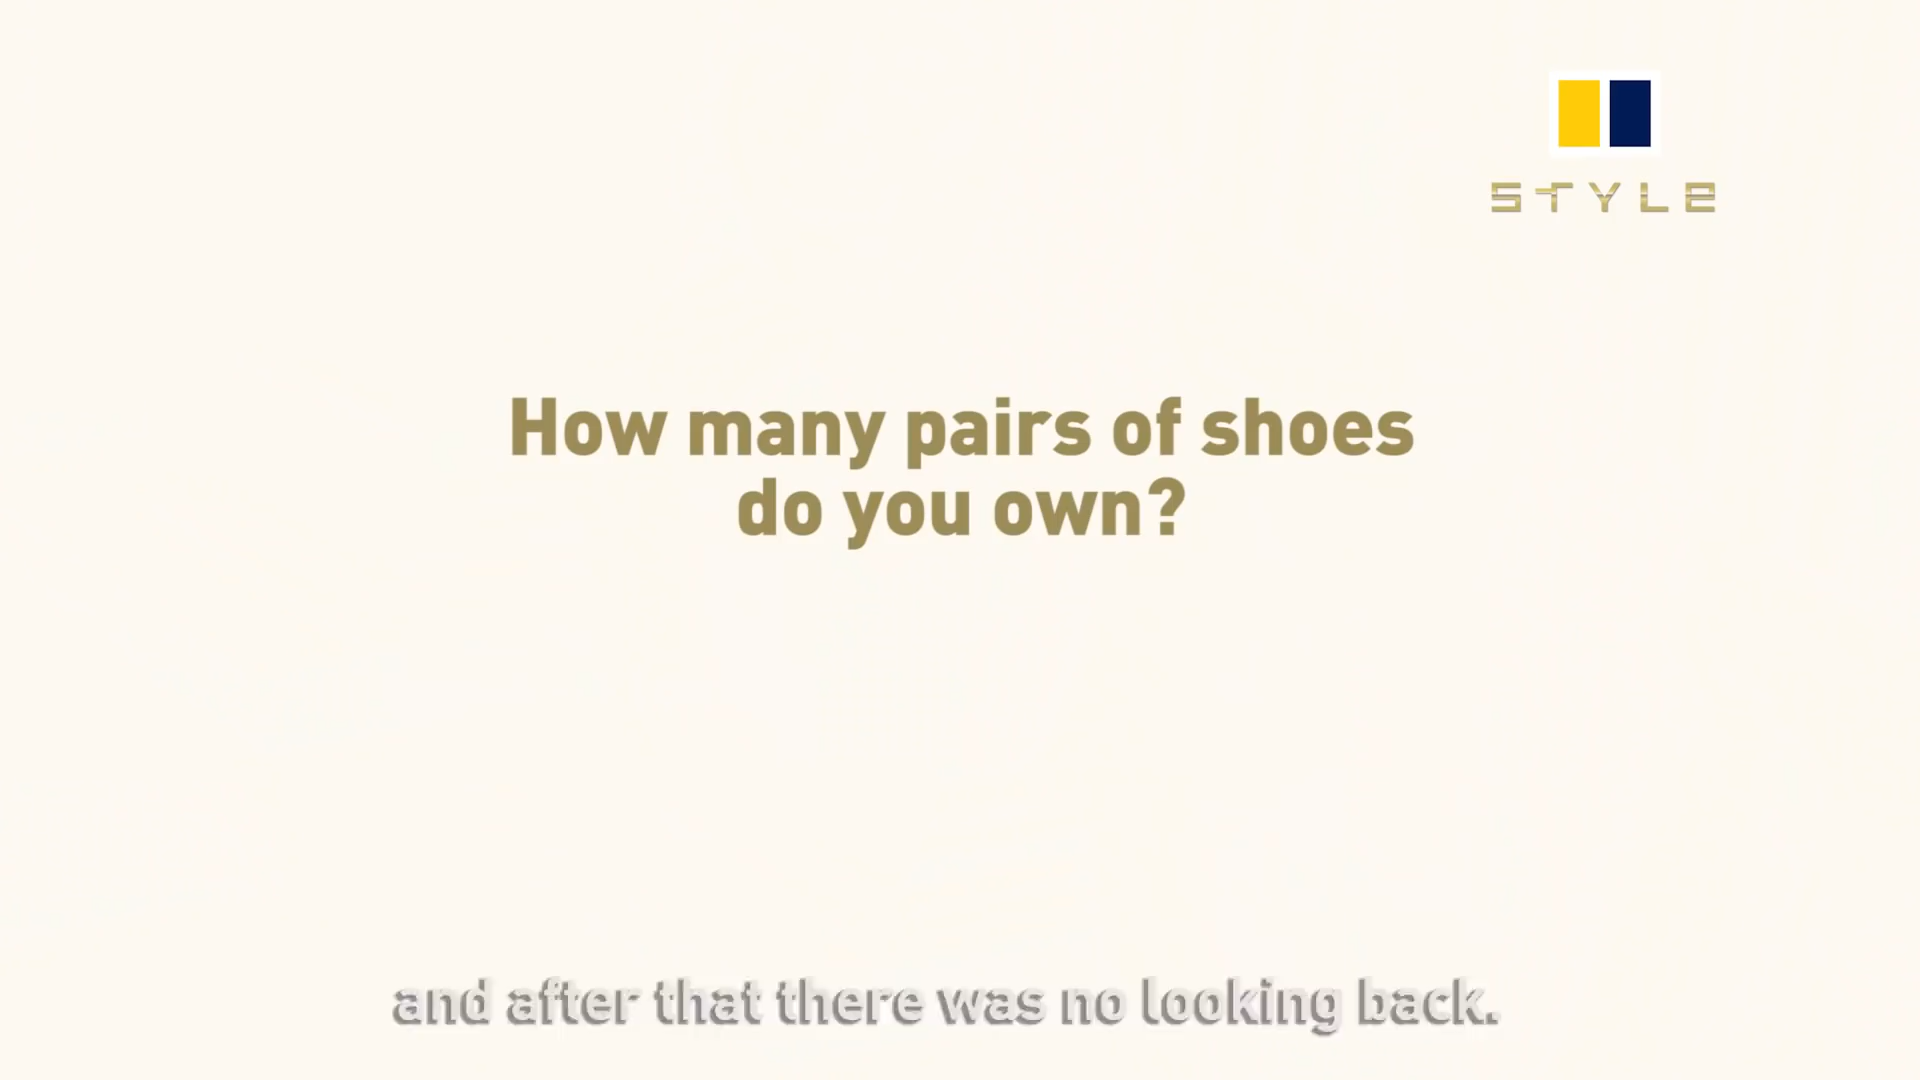 STYLE
How many pairs of shoes
do you own?
and after that there was no looking back.